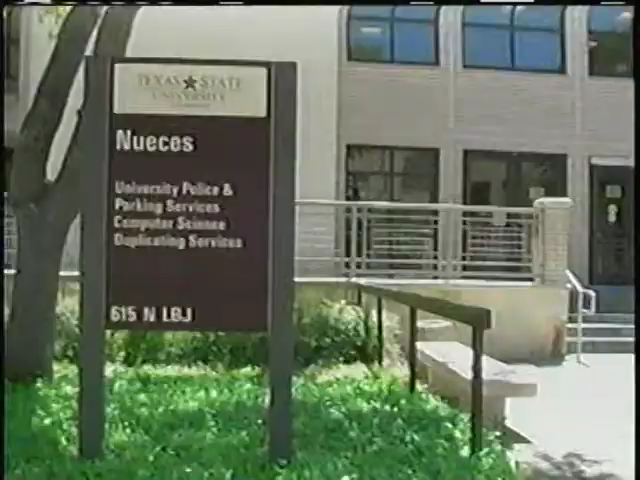 TEXAS★STATE
UNIVERSITY
Nueces
University Police &
Parking Services
Computer Science
Duplicating Services
615 N LBJ